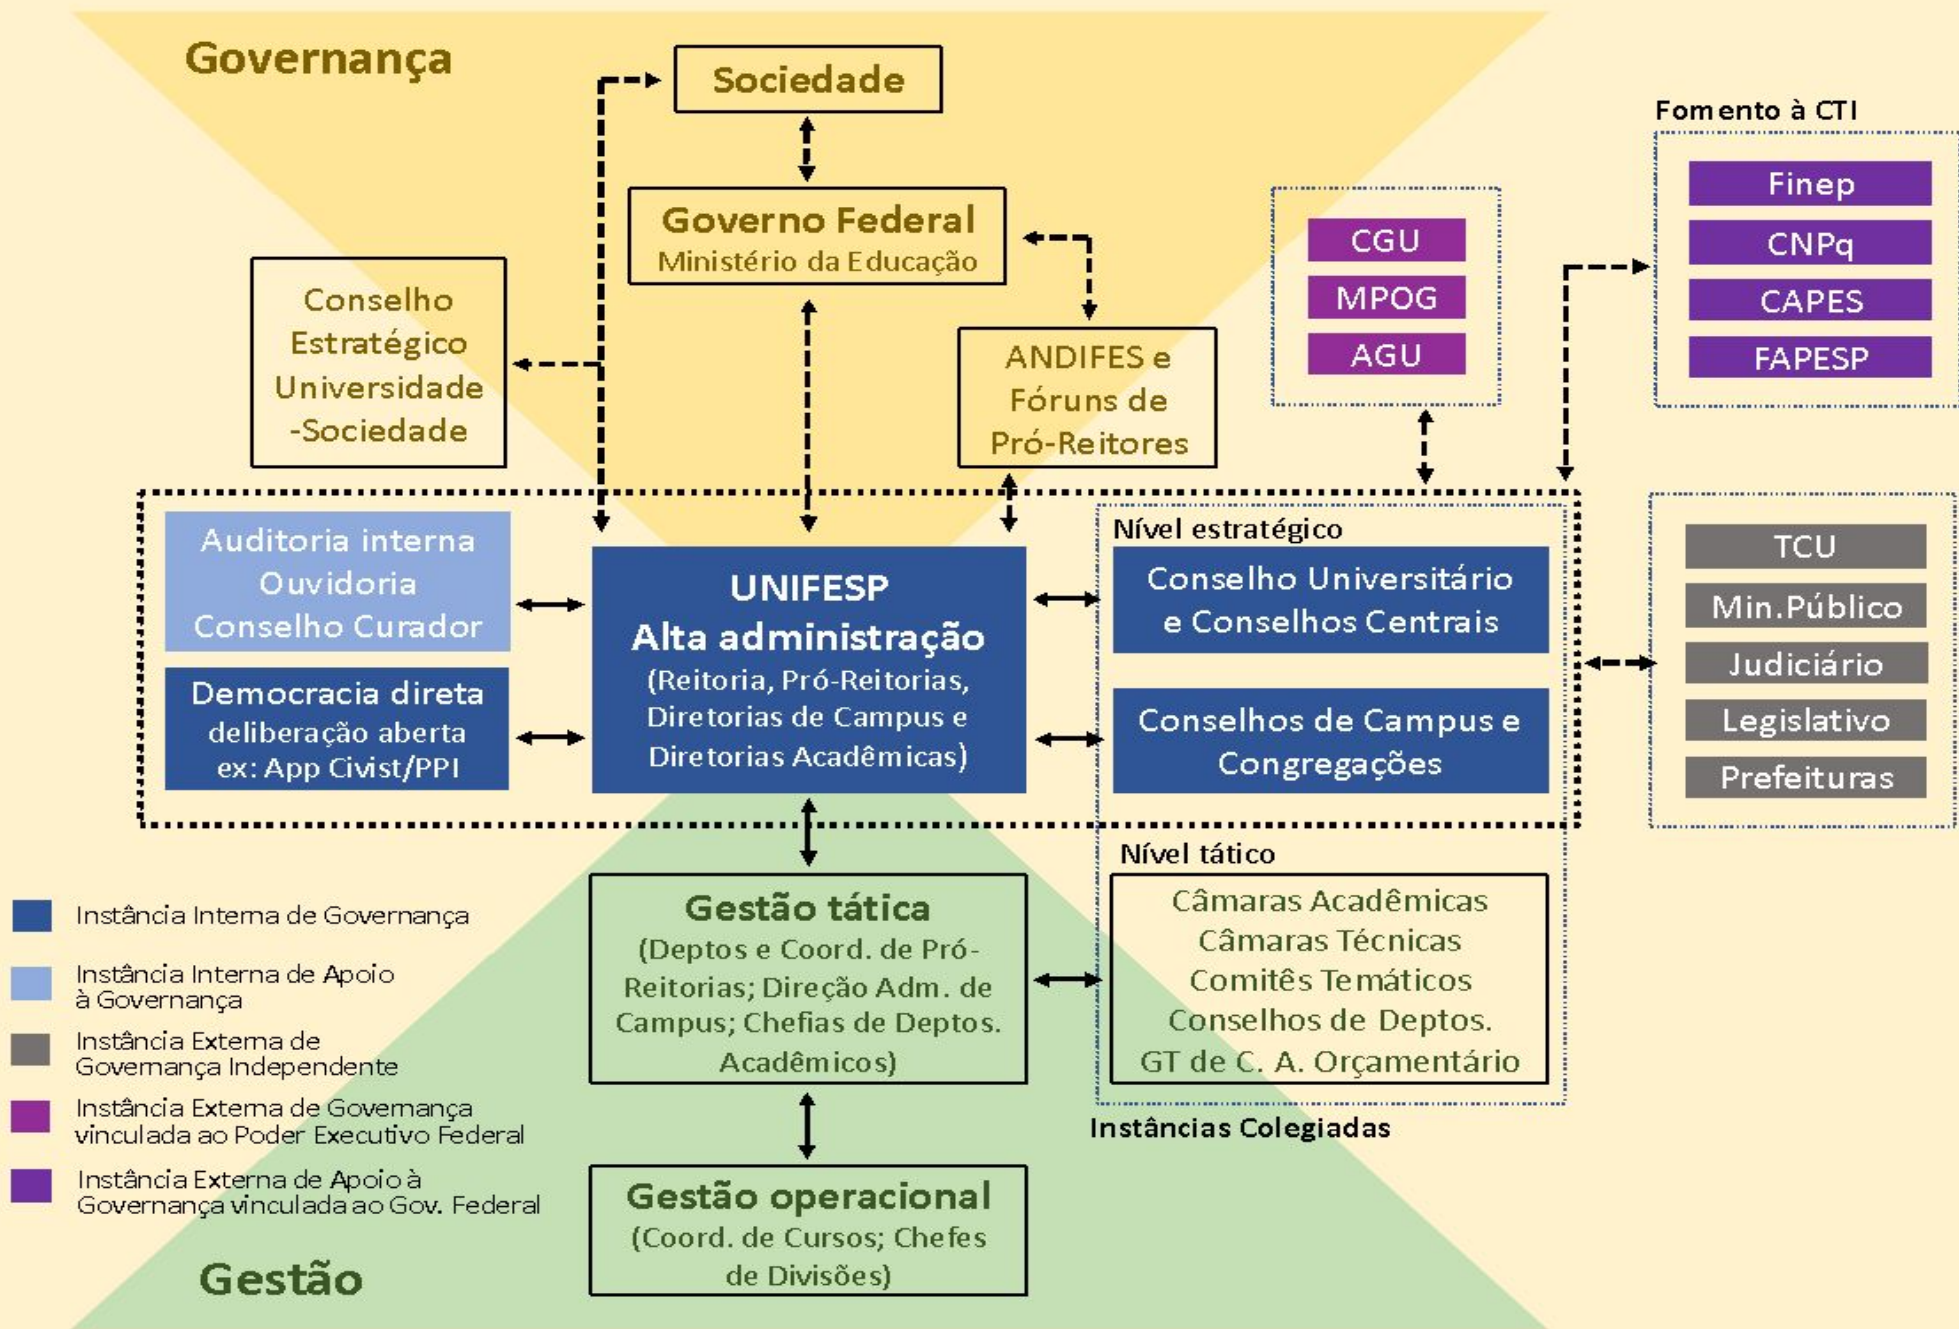 Governança
Sociedade
Fomento à CTI
Finep
CNPq
CAPES
FAPESP
Governo Federal
Ministério da Educação
CGU
MPOG
AGU
Conselho
Estratégico
Universidade
-Sociedade
ANDIFES e
Fóruns de
Pró-Reitores
Auditoria interna
Ouvidoria
Conselho Curador
Democracia direta
deliberação aberta
ex: App Civist/PPI
UNIFESP
Alta administração
(Reitoria, Pró-Reitorias,
Diretorias de Campus e
Diretorias Acadêmicas)
Nível estratégico
Conselho Universitário
e Conselhos Centrais
Conselhos de Campus e
Congregações
TCU
Min.Público
Judiciário
Legislativo
Prefeituras
Nível tático
Câmaras Acadêmicas
Câmaras Técnicas
Comitês Temáticos
Conselhos de Deptos.
GT de C. A. Orçamentário
Instâncias Colegiadas
Gestão tática
(Deptos e Coord. de Pró-
Reitorias; Direção Adm. de
Campus; Chefias de Deptos.
Acadêmicos)
Gestão operacional
(Coord. de Cursos; Chefes
de Divisões)
Instância Interna de Governança
Instância Interna de Apoio
à Governança
Instância Externa de
Governança Independente
Instância Externa de Governança
vinculada ao Poder Executivo Federal
Instância Externa de Apoio à
Governança vinculada ao Gov. Federal
Gestão